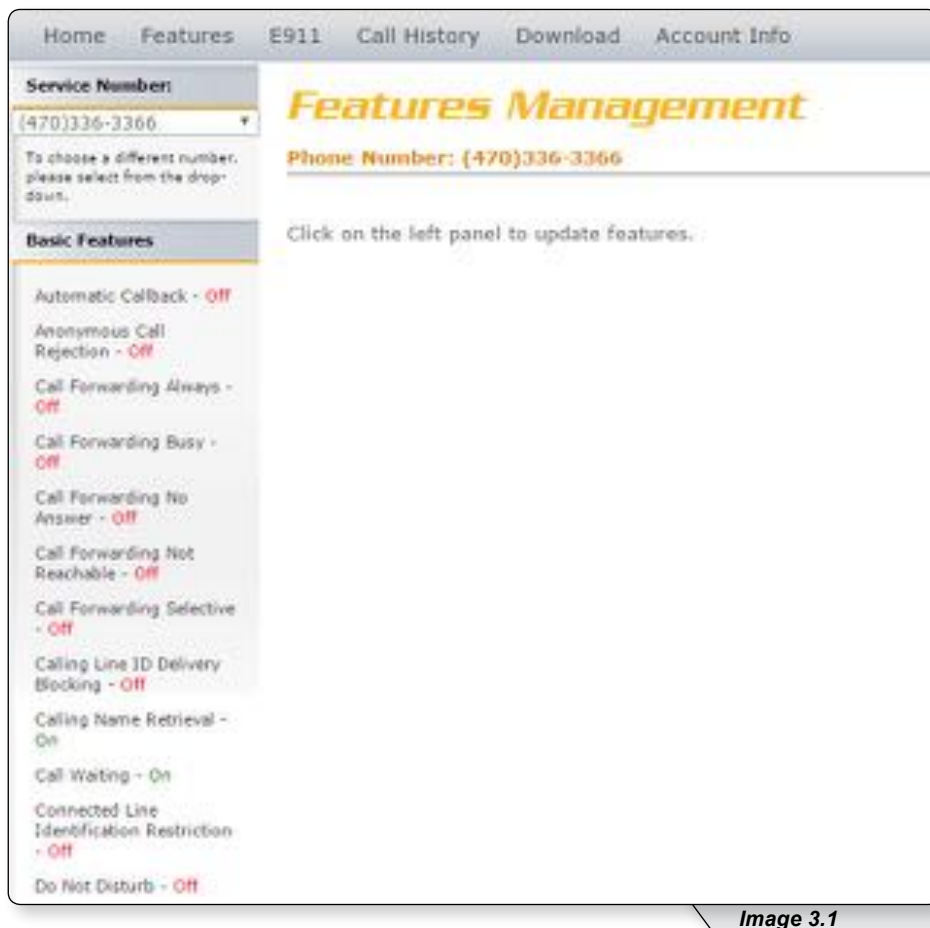 Home Features E911 Call History Download Account Info
Service Number:
(470)336-3366
To choose a different number,
please select from the drop-
down.
Basic Features
Automatic Callback - Off
Anonymous Call
Rejection - Off
Call Forwarding Always -
Off
Call Forwarding Busy -
Off
Call Forwarding No
Answer - Off
Call Forwarding Not
Reachable - Off
Call Forwarding Selective
- Off
Calling Line ID Delivery
Blocking - Off
Calling Name Retrieval -
On
Call Waiting - On
Connected Line
Identification Restriction
- Off
Do Not Disturb - Off
Features Management
Phone Number: (470)336-3366
Click on the left panel to update features.
Image 3.1